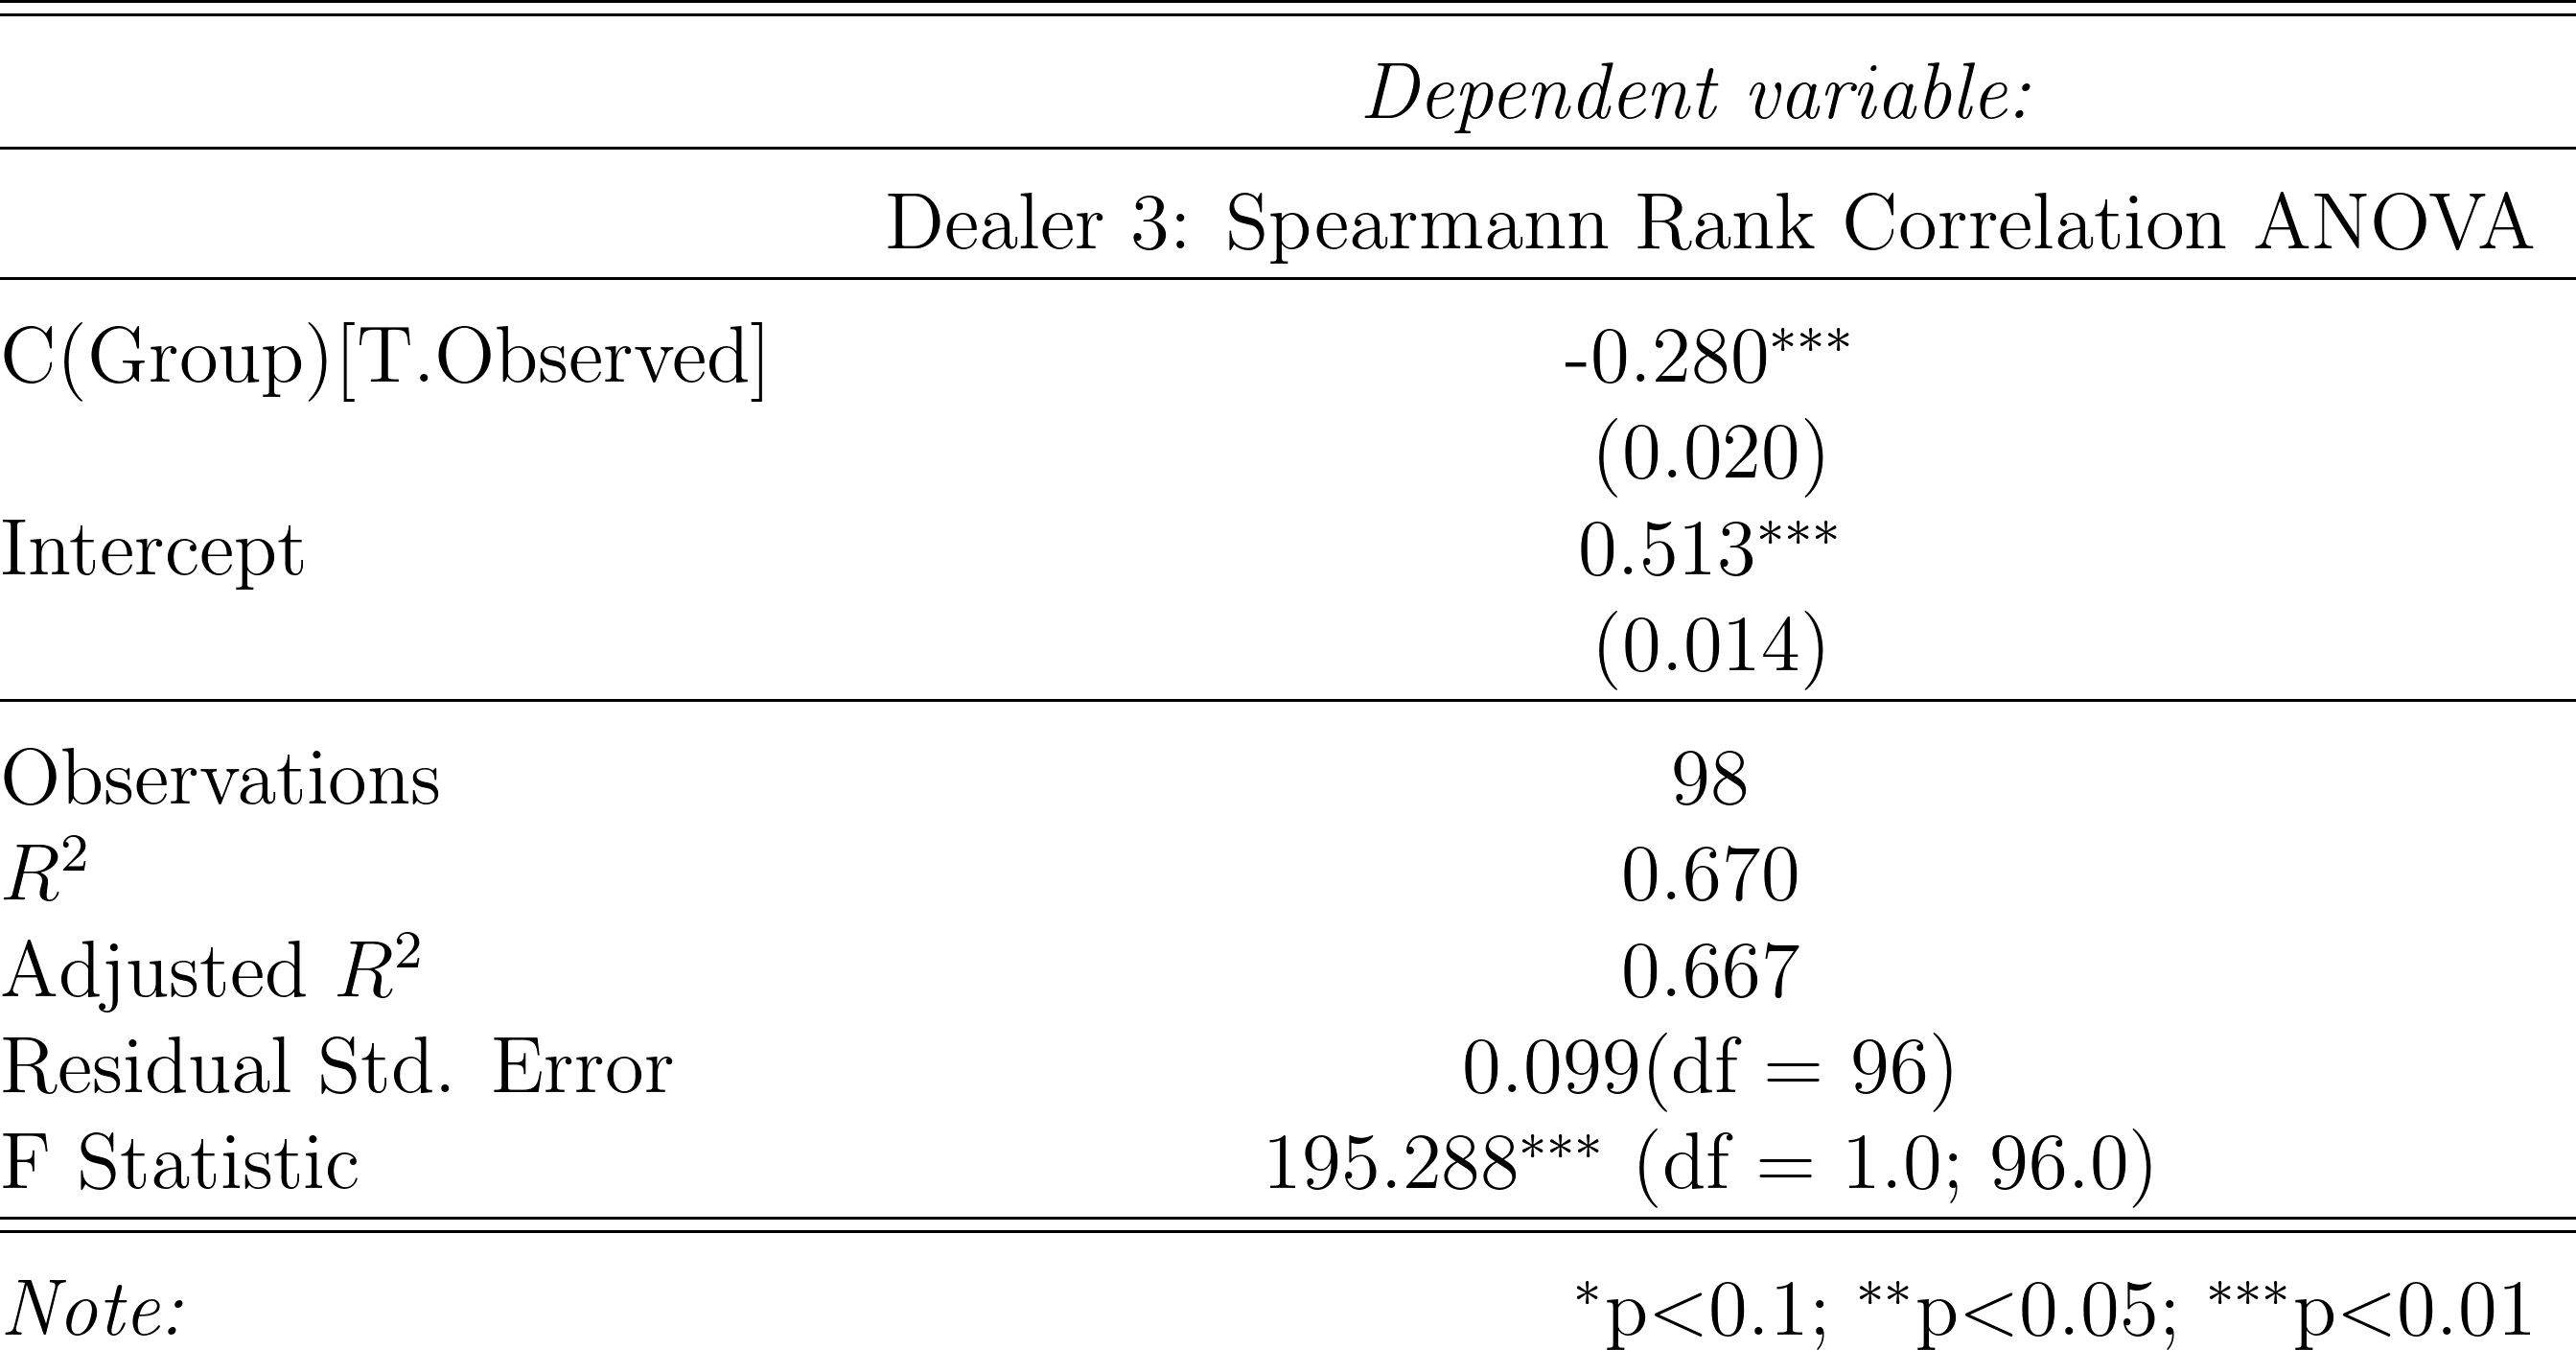 Dependent variable:
Dealer 3: Spearmann Rank Correlation ANOVA
C(Group)[T.Observed] -0.280***
(0.020)
Intercept 0.513***
(0.014)
Observations 98
R² 0.670
Adjusted R² 0.667
Residual Std. Error 0.099(df = 96)
F Statistic 195.288*** (df = 1.0; 96.0)
Note: *p<0.1; **p<0.05; ***p<0.01